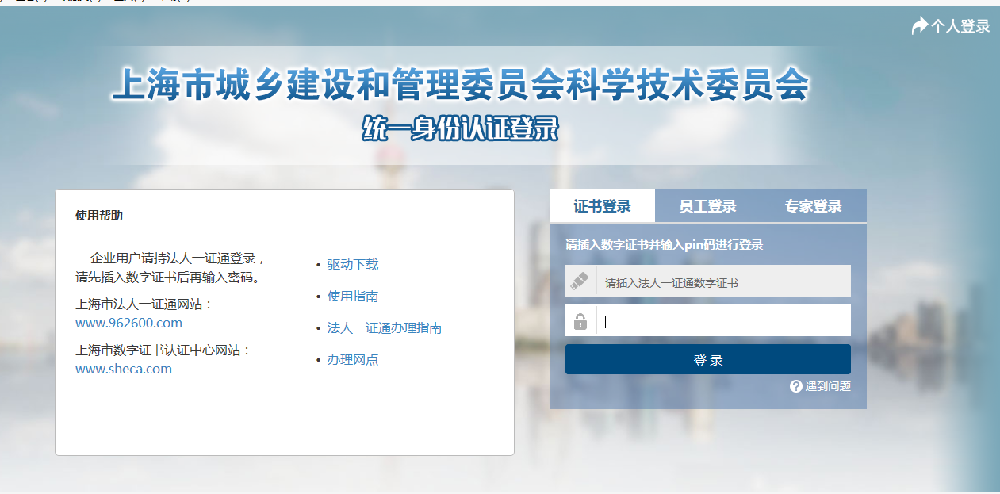 个人登录
上海市城乡建设和管理委员会科学技术委员会
统一身份认证登录
使用帮助
企业用户请持法人一证通登录，
请先插入数字证书后再输入密码。
上海市法人一证通网站：
www.962600.com
上海市数字证书认证中心网站：
www.sheca.com
• 驱动下载
• 使用指南
• 法人一证通办理指南
• 办理网点
证书登录 员工登录 专家登录
请插入数字证书并输入pin码进行登录
请插入法人一证通数字证书
登 录
遇到问题